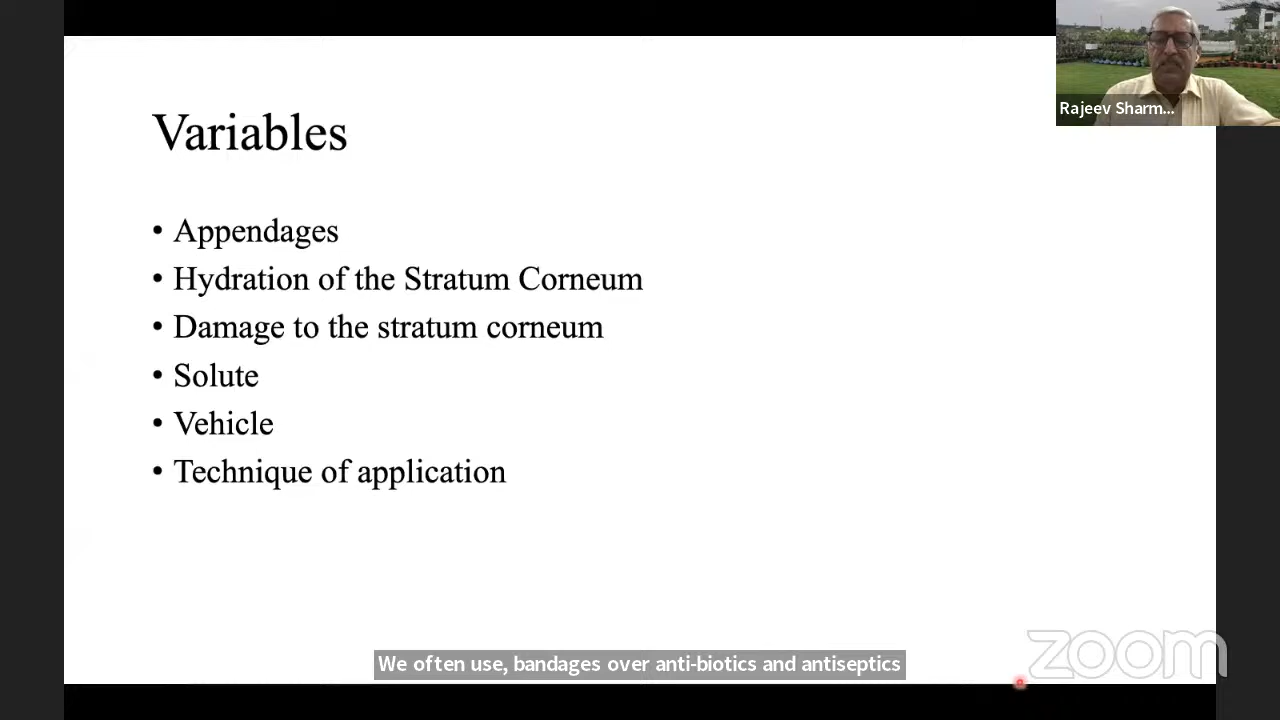 Rajeev Sharm...
Variables
• Appendages
• Hydration of the Stratum Corneum
• Damage to the stratum corneum
• Solute
• Vehicle
• Technique of application
We often use, bandages over anti-biotics and antiseptics
zoom